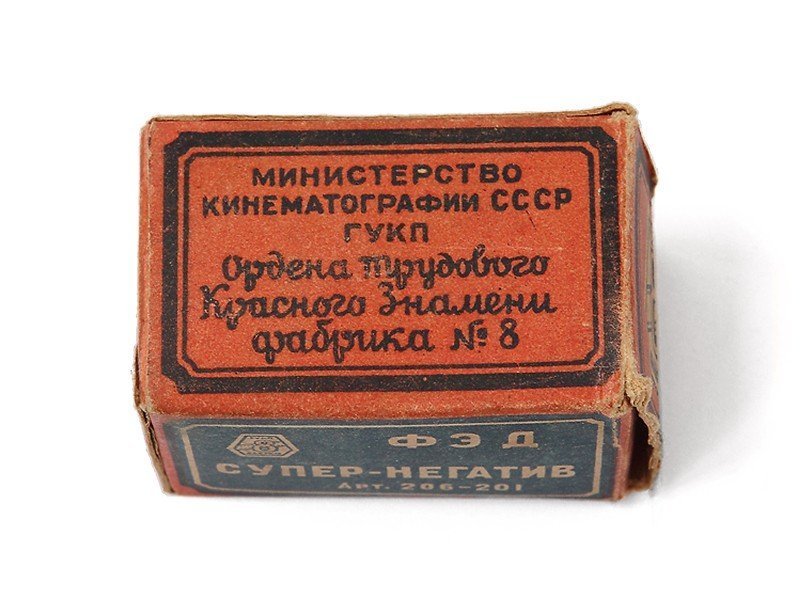 МИНИСТЕРСТВО
КИНЕМАТОГРАФИИ СССР
ГУКП
Ордена трудового
Красного Знамени
фабрика № 8
ФЭД
СУПЕР-НЕГАТИВ
Арт. 206-201